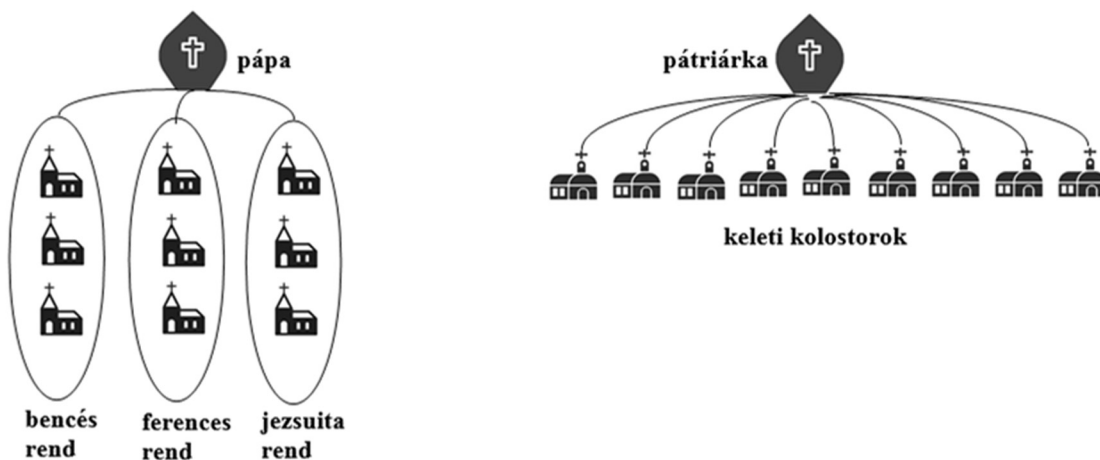 pápa
pátriárka
keleti kolostorok
bencés
rend
ferences
rend
jezsuita
rend